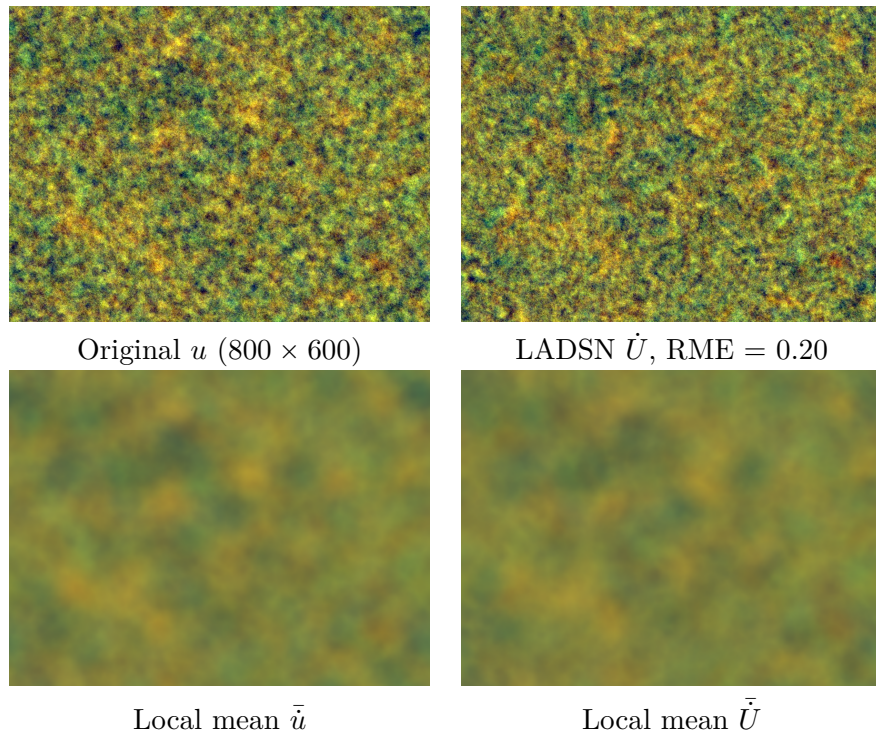 Original u (800 × 600)
LADSN U̇, RME = 0.20
Local mean u̇̄
Local mean U̇̄